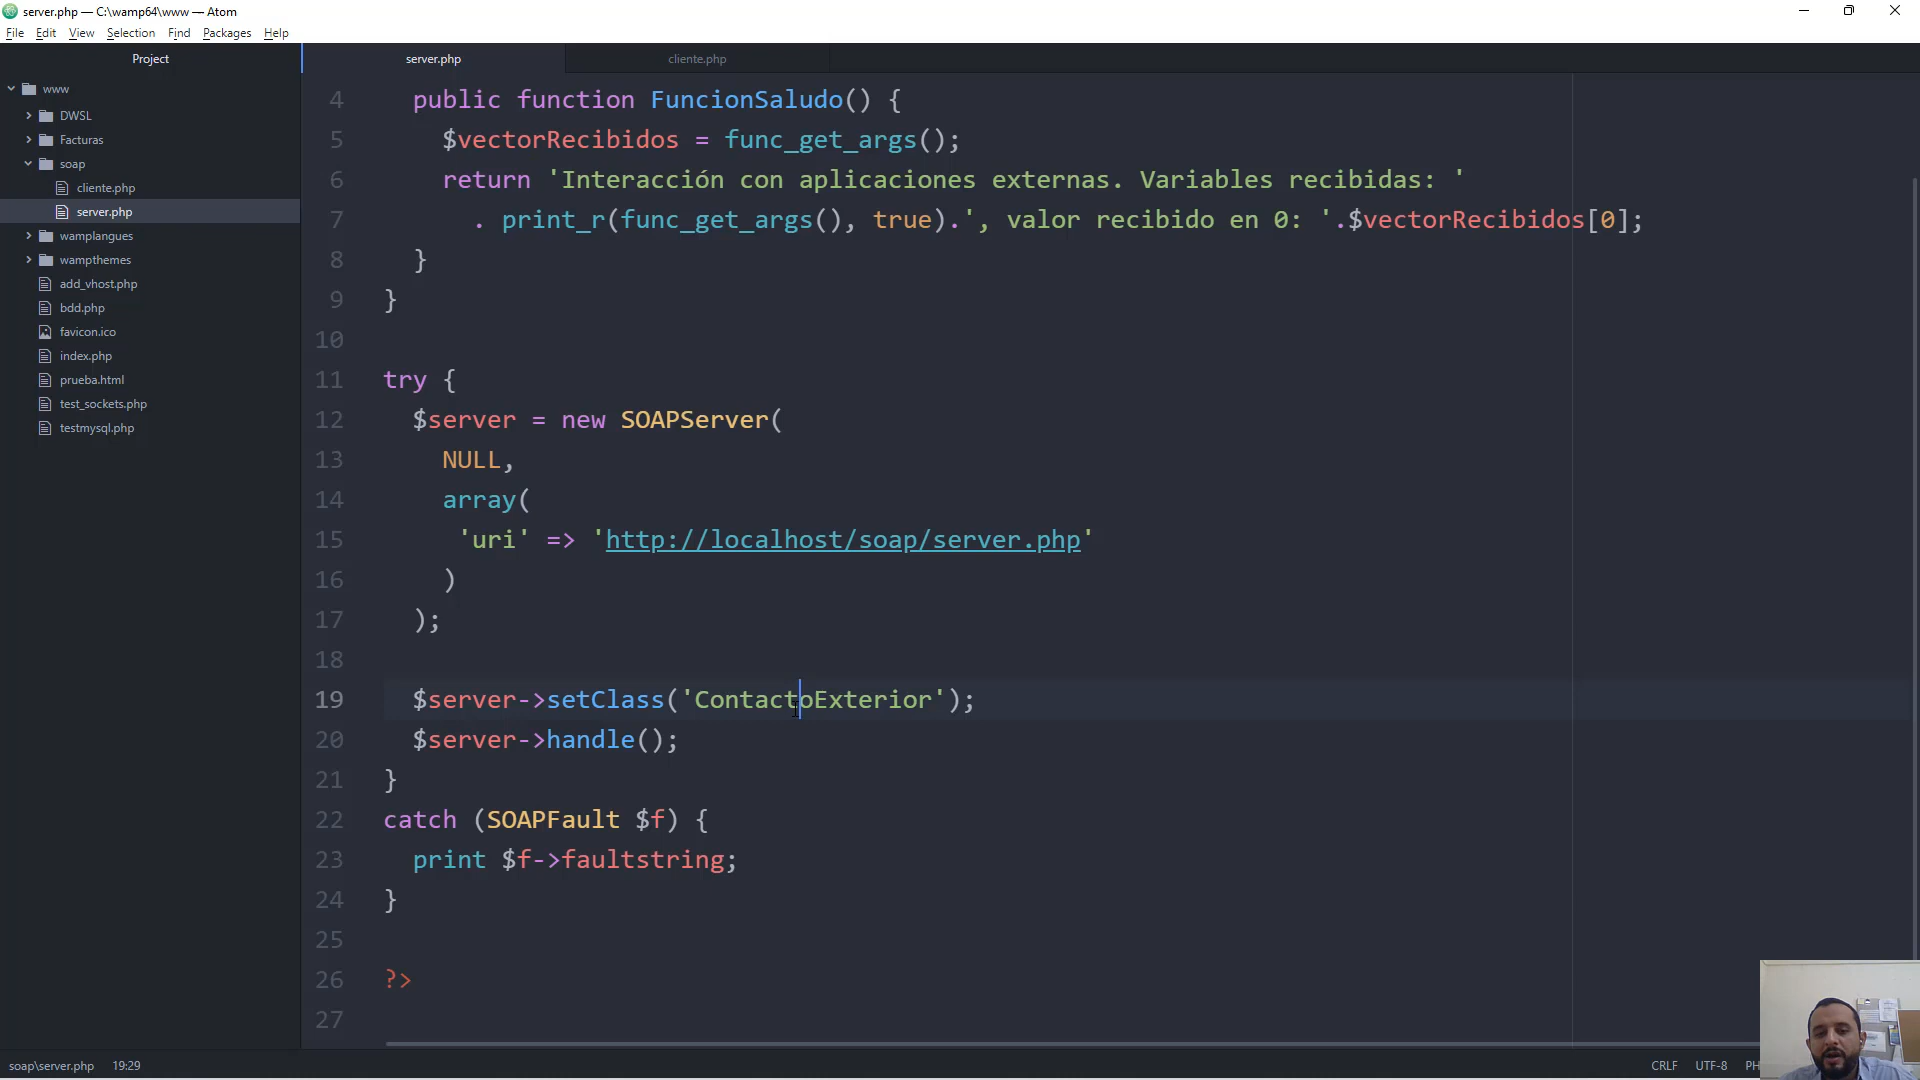 server.php — C:\wamp64\www — Atom
File Edit View Selection Find Packages Help
Project
server.php
cliente.php
www
DWSL
Facturas
soap
cliente.php
server.php
wamplangues
wampthemes
add_vhost.php
bdd.php
favicon.ico
index.php
prueba.html
test_sockets.php
testmysql.php
4 public function FuncionSaludo() {
5 $vectorRecibidos = func_get_args();
6 return 'Interacción con aplicaciones externas. Variables recibidas: '
7 . print_r(func_get_args(), true).', valor recibido en 0: '.$vectorRecibidos[0];
8 }
9 }
10
11 try {
12 $server = new SOAPServer(
13 NULL,
14 array(
15 'uri' => 'http://localhost/soap/server.php'
16 )
17 );
18
19 $server->setClass('ContactoExterior');
20 $server->handle();
21 }
22 catch (SOAPFault $f) {
23 print $f->faultstring;
24 }
25
26 ?>
27
soap\server.php 19:29
CRLF UTF-8